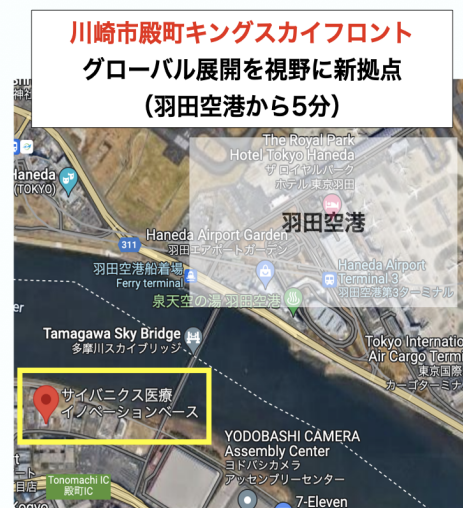 川崎市殿町キングスカイフロント
グローバル展開を視野に新拠点
（羽田空港から5分）
神社
The Royal Park
Hotel Tokyo Haneda
ザ ロイヤルパーク
ホテル 東京羽田
Haneda
(TOKYO)
羽田空港
311
Haneda Airport Garden
羽田エアポートガーデン
羽田空港船着場
Ferry terminal
Haneda Airport
Terminal 3
羽田空港第3ターミナル
泉天空の湯 羽田空港
er
Tamagawa Sky Bridge
多摩川スカイブリッジ
Tokyo Internatio
Air Cargo Termi
東京国際
カーゴターミナ
サイバニクス医療
イノベーションベース
YODOBASHI CAMERA
Assembly Center
ヨドバシカメラ
アッセンブリーセンター
t
ート
目店
Tonomachi IC
殿町IC
7-Eleven